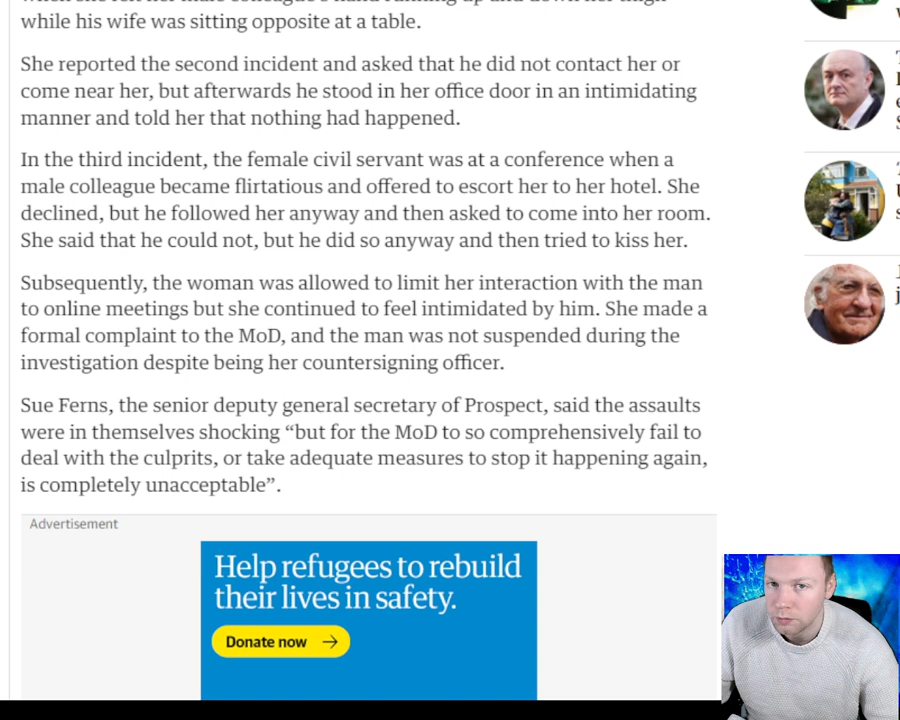 while his wife was sitting opposite at a table.
She reported the second incident and asked that he did not contact her or
come near her, but afterwards he stood in her office door in an intimidating
manner and told her that nothing had happened.
In the third incident, the female civil servant was at a conference when a
male colleague became flirtatious and offered to escort her to her hotel. She
declined, but he followed her anyway and then asked to come into her room.
She said that he could not, but he did so anyway and then tried to kiss her.
Subsequently, the woman was allowed to limit her interaction with the man
to online meetings but she continued to feel intimidated by him. She made a
formal complaint to the MoD, and the man was not suspended during the
investigation despite being her countersigning officer.
Sue Ferns, the senior deputy general secretary of Prospect, said the assaults
were in themselves shocking “but for the MoD to so comprehensively fail to
deal with the culprits, or take adequate measures to stop it happening again,
is completely unacceptable”.
Advertisement
Help refugees to rebuild
their lives in safety.
Donate now